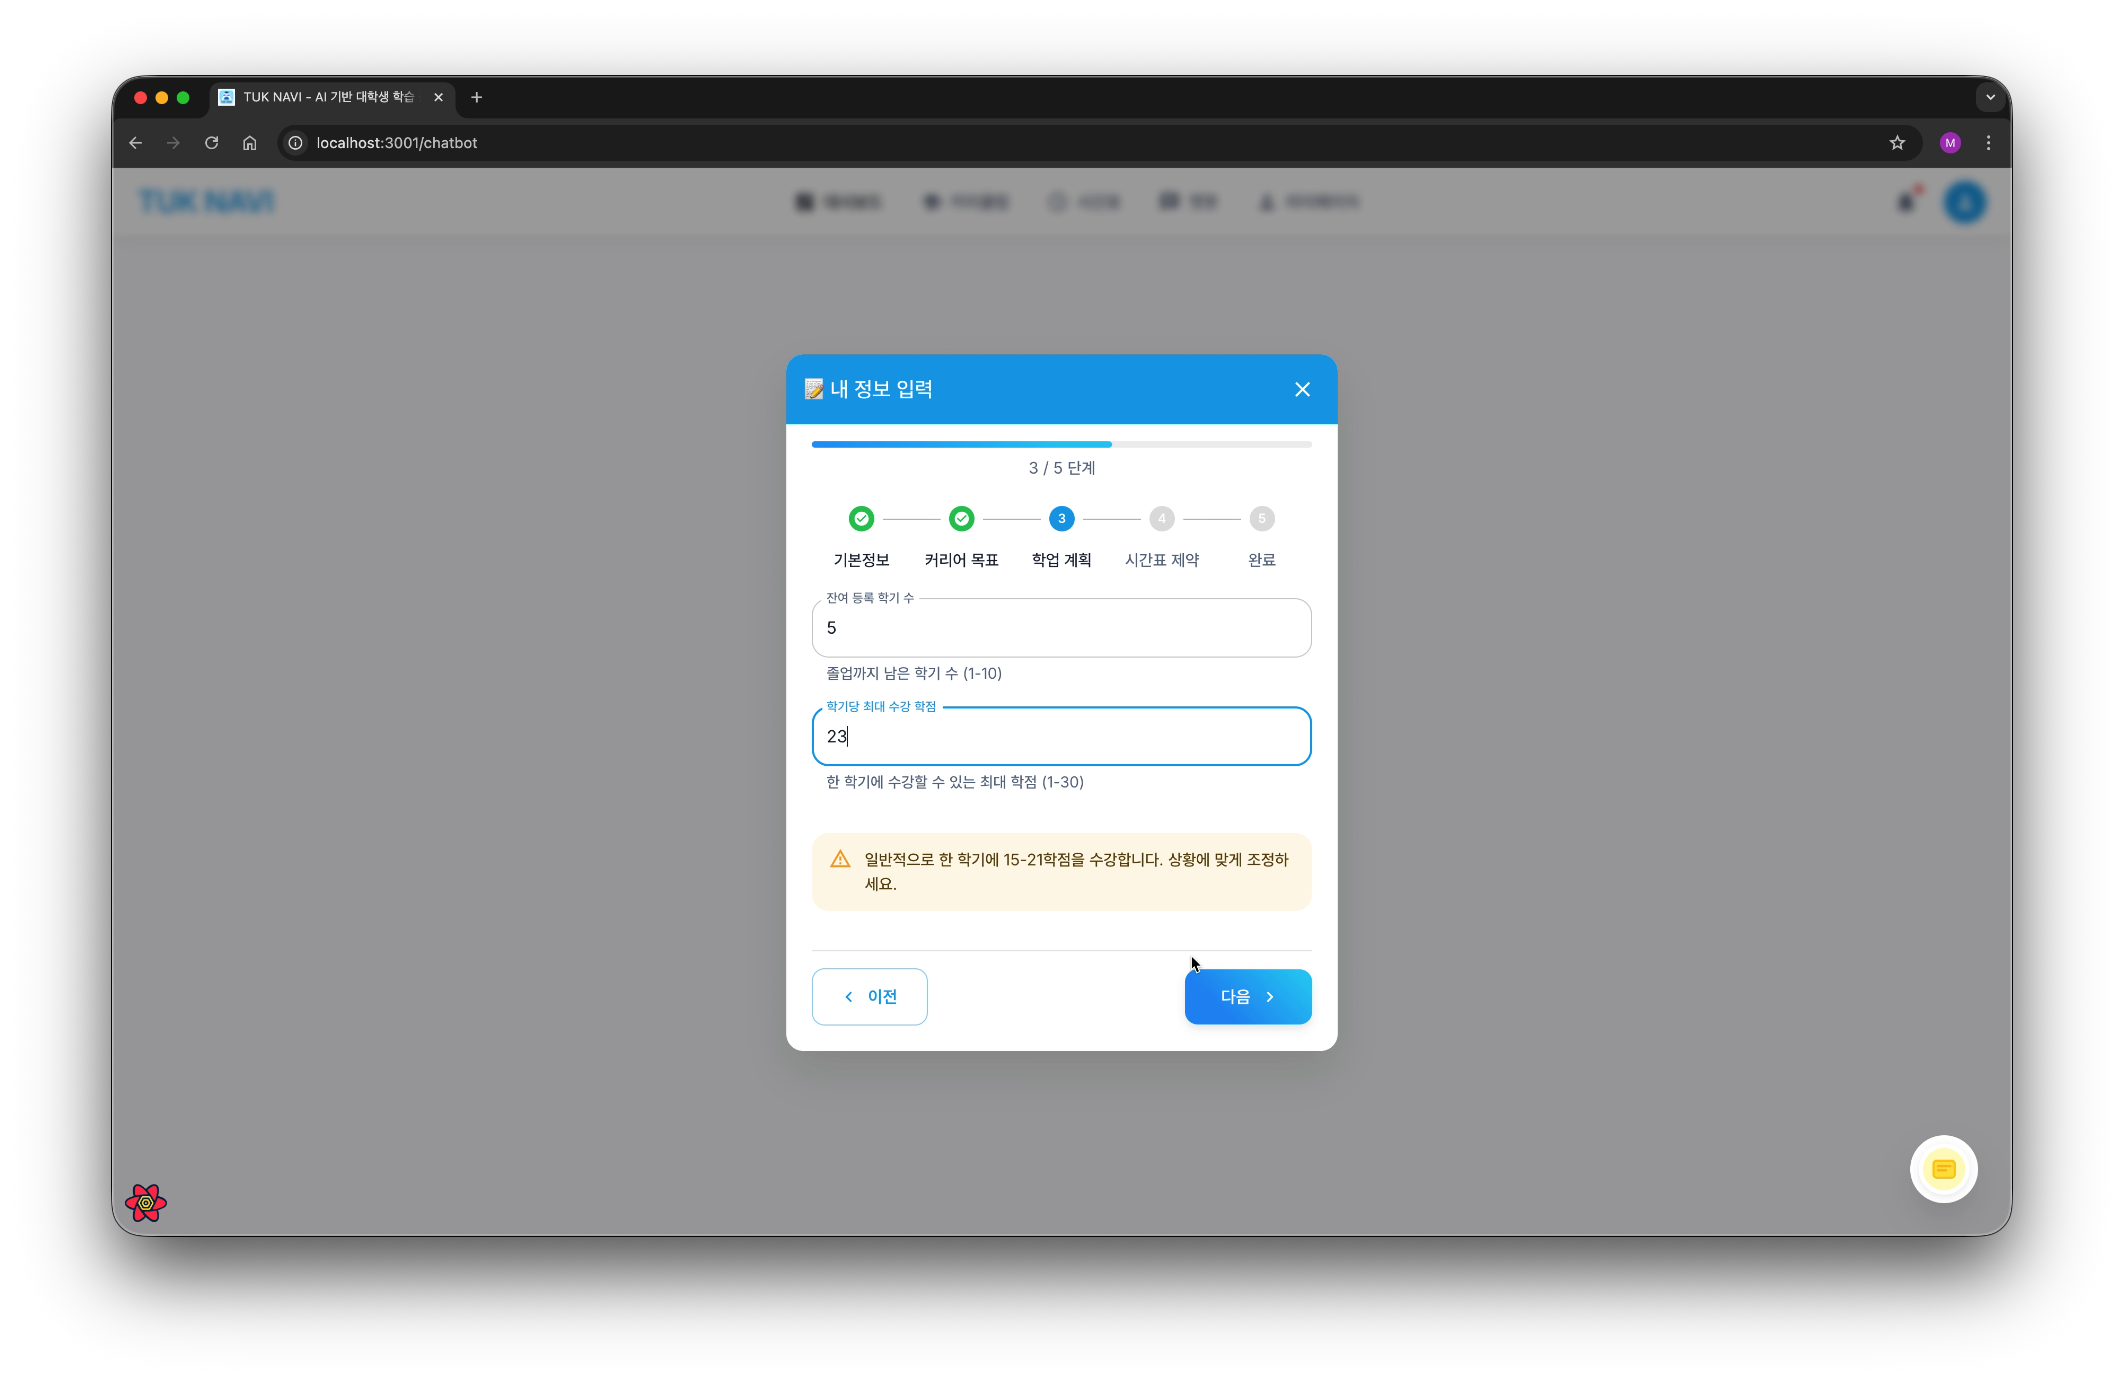 TUK NAVI - AI 기반 대학생 학습
localhost:3001/chatbot
M
TUK NAVI
📝 내 정보 입력
3 / 5 단계
3 4 5
기본정보 커리어 목표 학업 계획 시간표 제약 완료
잔여 등록 학기 수
5
졸업까지 남은 학기 수 (1-10)
학기당 최대 수강 학점
23
한 학기에 수강할 수 있는 최대 학점 (1-30)
일반적으로 한 학기에 15-21학점을 수강합니다. 상황에 맞게 조정하
세요.
이전
다음